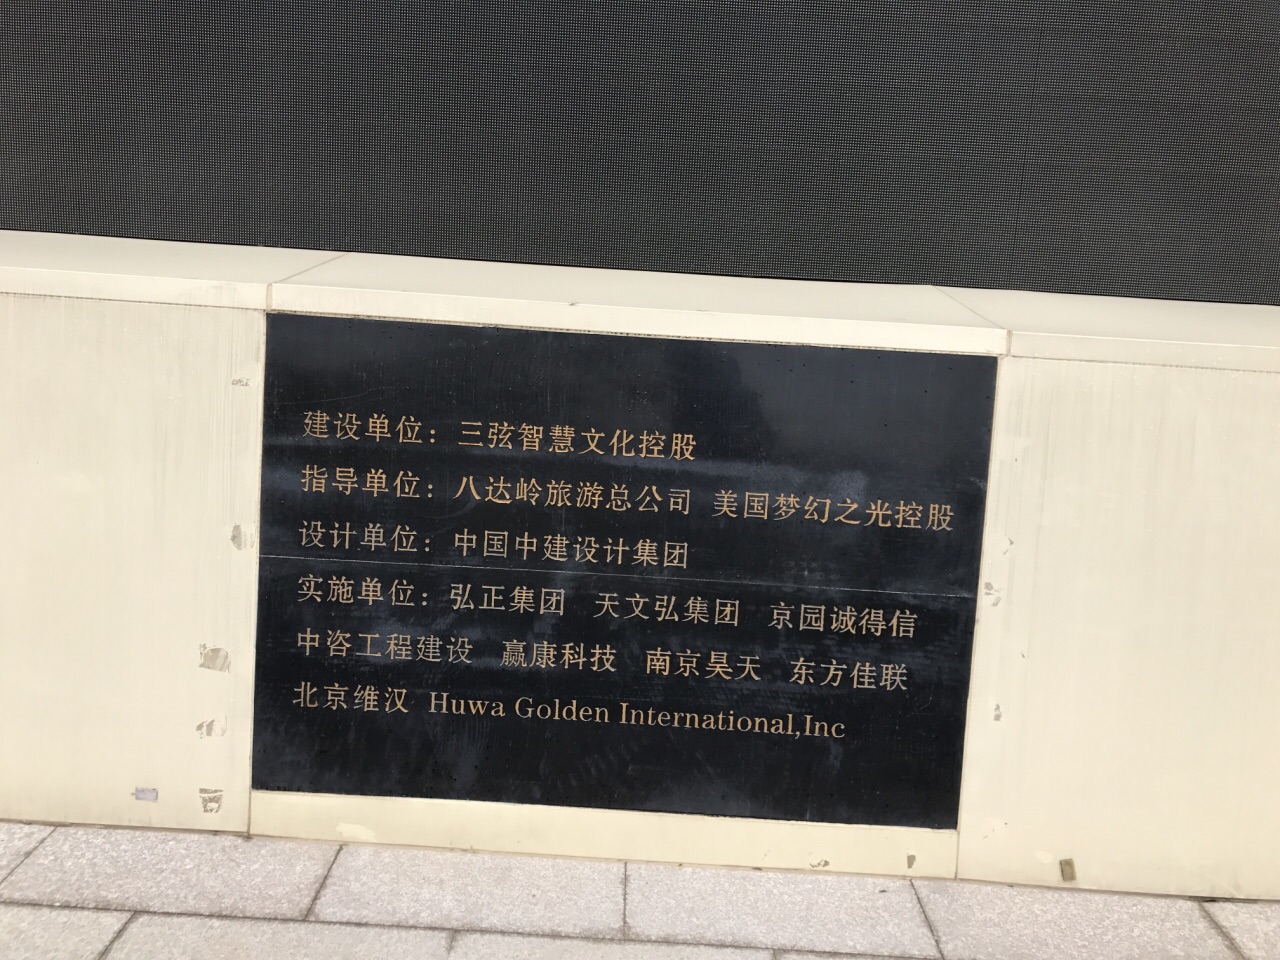 建设单位：三弦智慧文化控股
指导单位：八达岭旅游总公司 美国梦幻之光控股
设计单位：中国中建设计集团
实施单位：弘正集团 天文弘集团 京园诚得信
中咨工程建设 赢康科技 南京昊天 东方佳联
北京维汉 Huwa Golden International,Inc